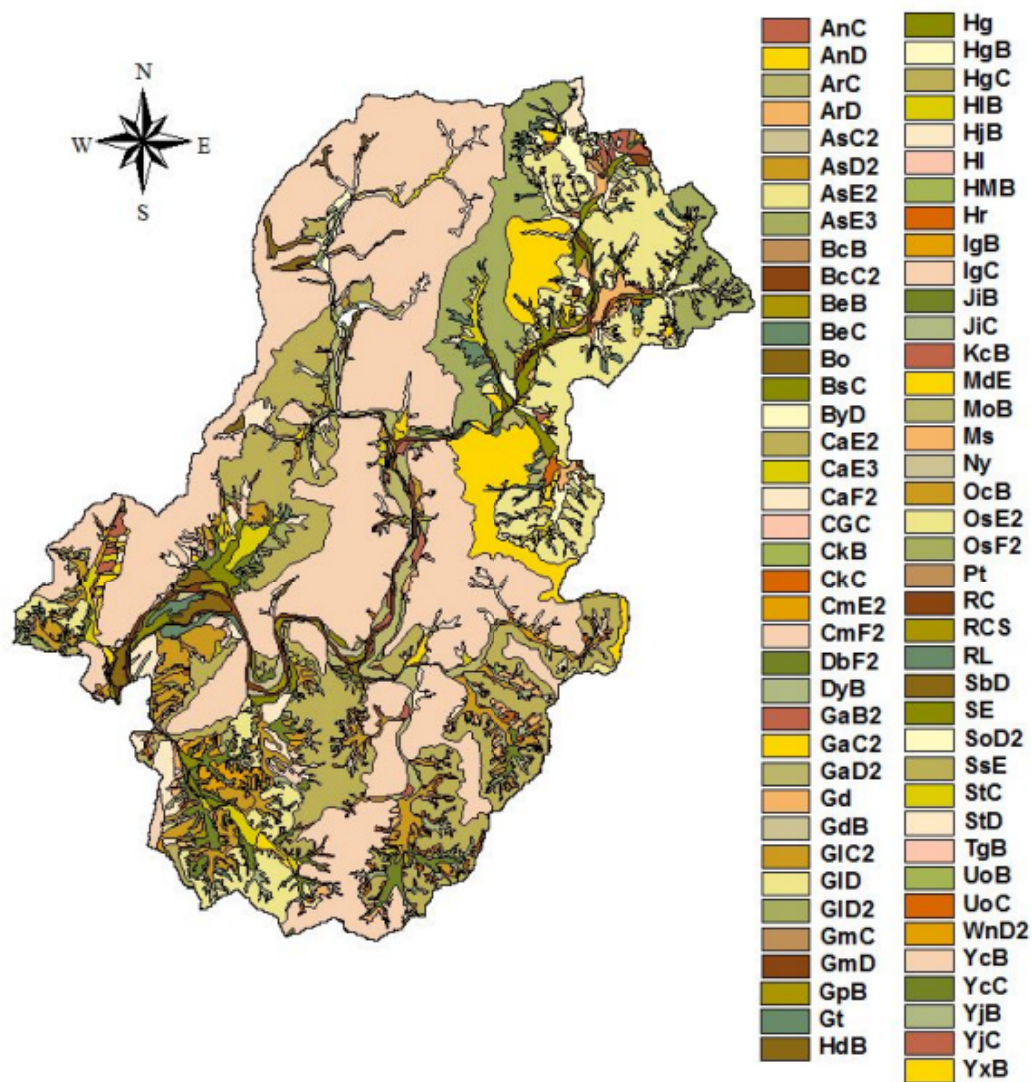 N
W
E
S
AnC
AnD
ArC
ArD
AsC2
AsD2
AsE2
AsE3
BcB
BcC2
BeB
BeC
Bo
BsC
ByD
CaE2
CaE3
CaF2
CGC
CkB
CkC
CmE2
CmF2
DbF2
DyB
GaB2
GaC2
GaD2
Gd
GdB
GlC2
GlD
GlD2
GmC
GmD
GpB
Gt
HdB
Hg
HgB
HgC
HIB
HjB
Hl
HMB
Hr
IgB
IgC
JiB
JiC
KcB
MdE
MoB
Ms
Ny
OcB
OsE2
OsF2
Pt
RC
RCS
RL
SbD
SE
SoD2
SsE
StC
StD
TgB
UoB
UoC
WnD2
YcB
YcC
YjB
YjC
YxB